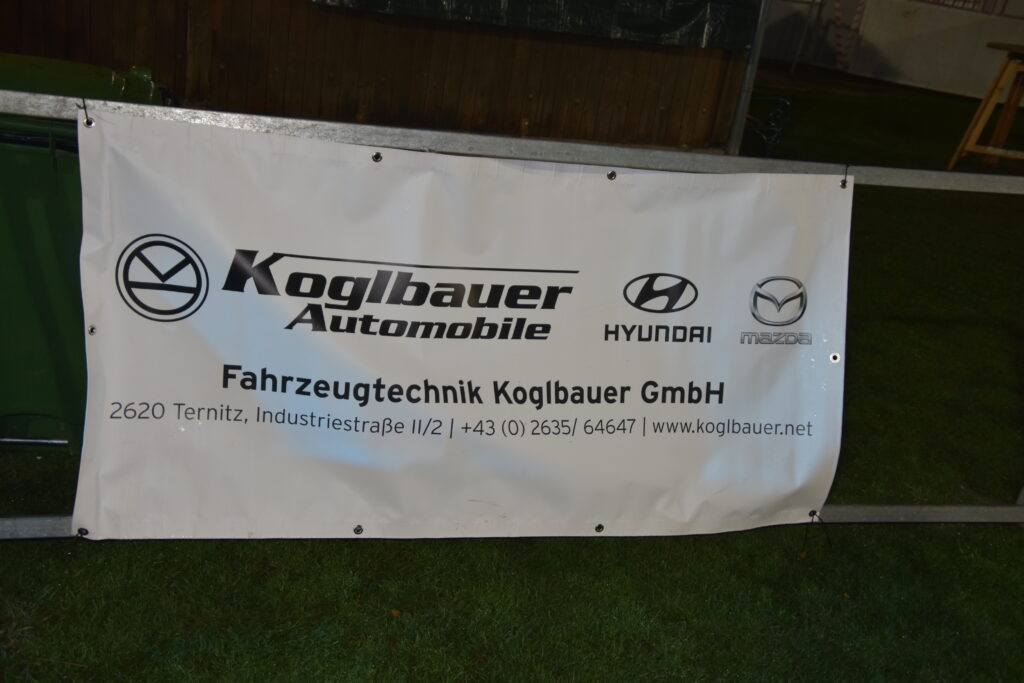 Koglbauer
Automobile
HYUNDAI
mazda
Fahrzeugtechnik Koglbauer GmbH
2620 Ternitz, Industriestraße II/2 | +43 (0) 2635/ 64647 | www.koglbauer.net